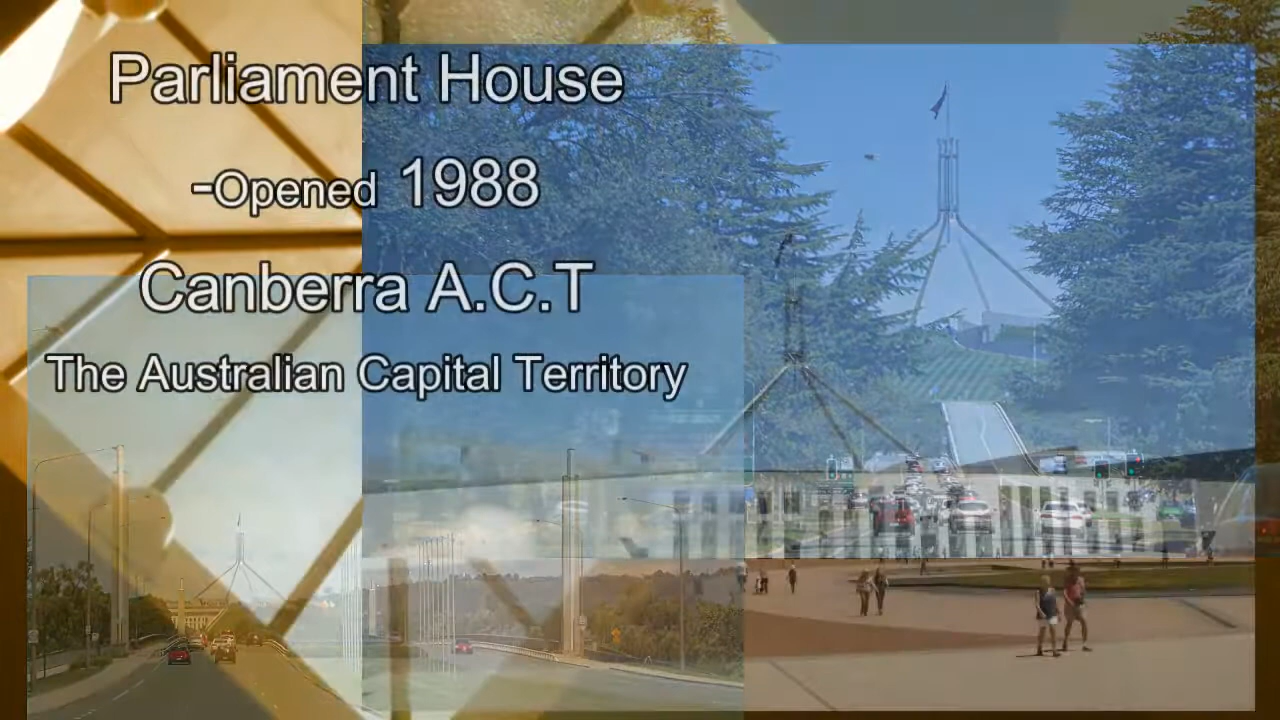 Parliament House
-Opened 1988
Canberra A.C.T
The Australian Capital Territory